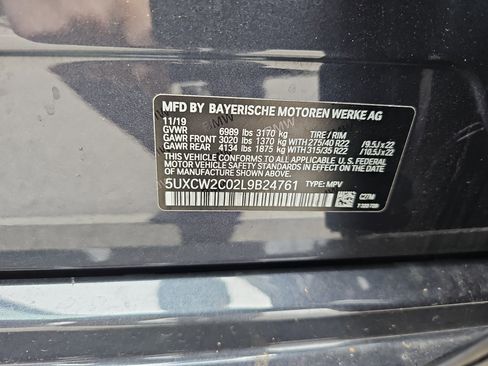 MFD BY BAYERISCHE MOTOREN WERKE AG
11/19
GVWR 6989 lbs 3170 kg TIRE / RIM
GAWR FRONT 3020 lbs 1370 kg WITH 275/40 R22 / 9.5J x 22
GAWR REAR 4134 lbs 1875 kg WITH 315/35 R22 / 10,5J x 22
THIS VEHICLE CONFORMS TO ALL APPLICABLE
U.S. FEDERAL MOTOR VEHICLE SAFETY
STANDARDS IN EFFECT ON THE DATE OF
MANUFACTURE SHOWN ABOVE.
5UXCW2C02L9B24761 TYPE: MPV
C27M/